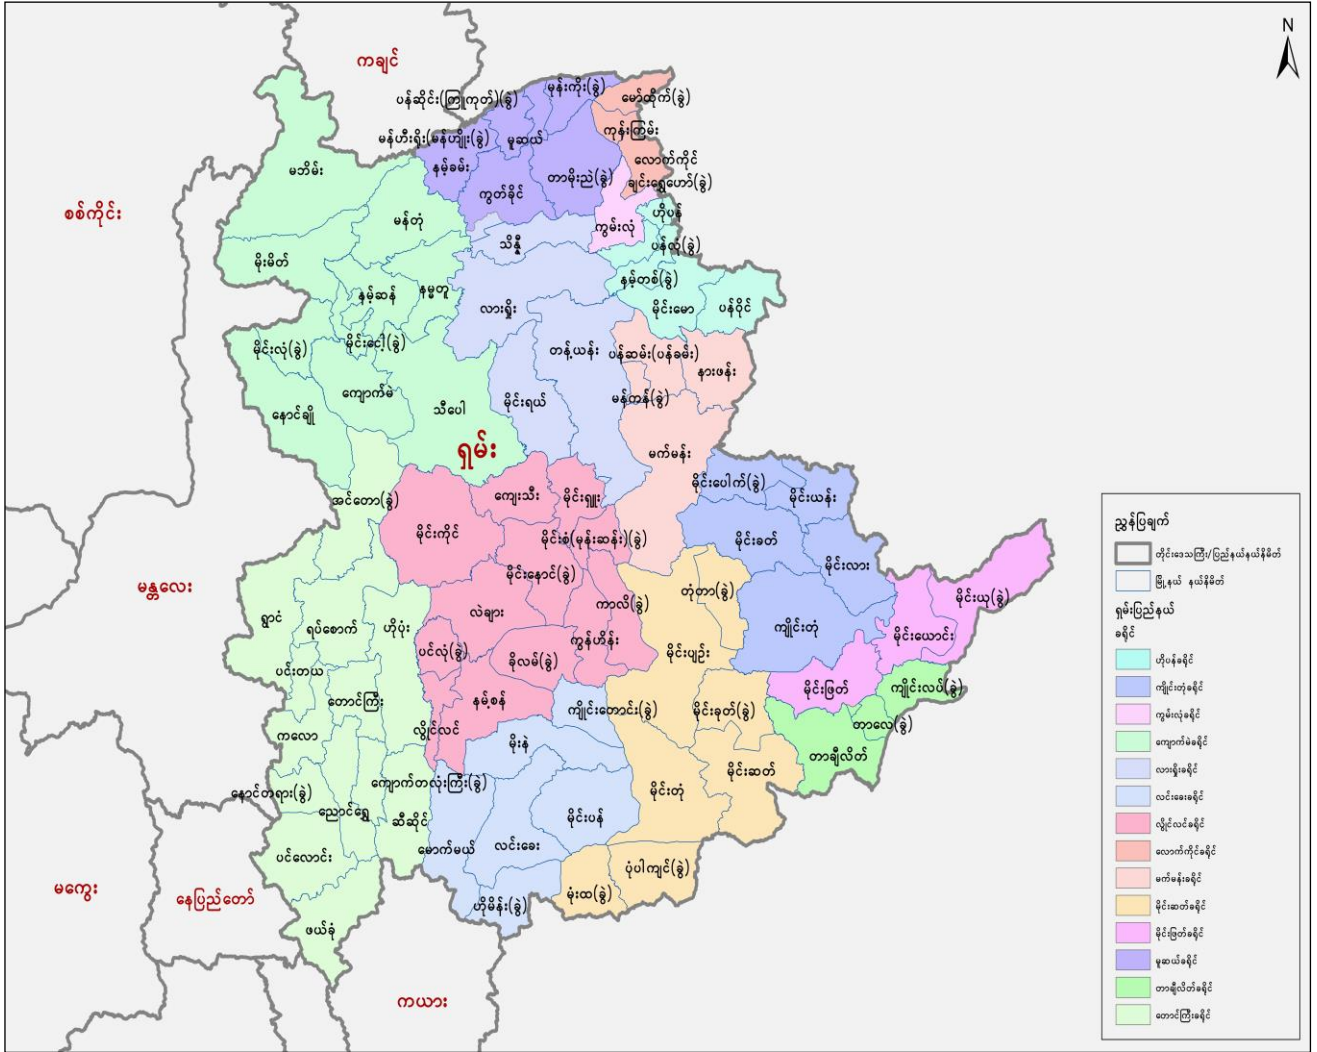 N
ကချင်
မုန်းကိုး(ခွဲ)
ပန်ဆိုင်း(ကြူကုတ်)(ခွဲ)
မော်ထိုက်(ခွဲ)
မန်ဟီးရိုး(မန်ဟျိုး(ခွဲ)
မူဆယ်
ကုန်းကြမ်း
မဘိမ်း
နမ့်ခမ်း
လောက်ကိုင်
တာမိုးညဲ(ခွဲ)
ချင်းရွှေဟော်(ခွဲ)
ကွတ်ခိုင်
စစ်ကိုင်း
မန်တုံ
ဟိုပန်
ကွမ်းလုံ
သိန္နီ
ပန်လုံ(ခွဲ)
မိုးမိတ်
နမ့်တစ်(ခွဲ)
နမ္မတူ
နမ့်ဆန်
လားရှိုး
မိုင်းမော
ပန်ဝိုင်
မိုင်းလုံ(ခွဲ)
မိုင်းငေါ့(ခွဲ)
တန့်ယန်း
ပန်ဆမ်း(ပန်ခမ်း)
နားဖန်း
ကျောက်မဲ
မိုင်းရယ်
မန်တန်(ခွဲ)
နောင်ချို
သီပေါ
ရှမ်း
မက်မန်း
မိုင်းပေါက်(ခွဲ)
အင်တော(ခွဲ)
ကျေးသီး
မိုင်းရှူး
မိုင်းယန်း
မိုင်းကိုင်
မိုင်းစံ(မုန်းဆန်း)(ခွဲ)
မိုင်းခတ်
မိုင်းလား
မိုင်းနောင်(ခွဲ)
မန္တလေး
တုံတာ(ခွဲ)
မိုင်းယု(ခွဲ)
ကာလိ(ခွဲ)
လဲချား
ရွာငံ
ရပ်စောက်
ဟိုပုံး
ကျိုင်းတုံ
မိုင်းယောင်း
ကွန်ဟိန်း
ပင်လုံ(ခွဲ)
ခိုလမ်(ခွဲ)
မိုင်းပျဉ်း
ပင်းတယ
တောင်ကြီး
နမ့်စန်
မိုင်းဖြတ်
ကျိုင်းလပ်(ခွဲ)
ကျိုင်းတောင်း(ခွဲ)
မိုင်းခုတ်(ခွဲ)
တာလေ(ခွဲ)
ကလော
လွိုင်လင်
မိုးနဲ
တာချီလိတ်
မိုင်းဆတ်
ကျောက်တလုံးကြီး(ခွဲ)
နောင်တရား(ခွဲ)
မိုင်းတုံ
ညောင်ရွှေ
ဆီဆိုင်
မိုင်းပန်
မောက်မယ်
လင်းခေး
ပင်လောင်း
ပုံပါကျင်(ခွဲ)
မကွေး
နေပြည်တော်
မုံးထ(ခွဲ)
ဟိုမိန်း(ခွဲ)
ဖယ်ခုံ
ကယား
ညွှန်ပြချက်
တိုင်းဒေသကြီး/ပြည်နယ်နယ်နိမိတ်
မြို့နယ် နယ်နိမိတ်
ရှမ်းပြည်နယ်
ခရိုင်
ဟိုပန်ခရိုင်
ကျိုင်းတုံခရိုင်
ကွမ်းလုံခရိုင်
ကျောက်မဲခရိုင်
လားရှိုးခရိုင်
လင်းခေးခရိုင်
လွိုင်လင်ခရိုင်
လောက်ကိုင်ခရိုင်
မက်မန်းခရိုင်
မိုင်းဆတ်ခရိုင်
မိုင်းဖြတ်ခရိုင်
မူဆယ်ခရိုင်
တာချီလိတ်ခရိုင်
တောင်ကြီးခရိုင်